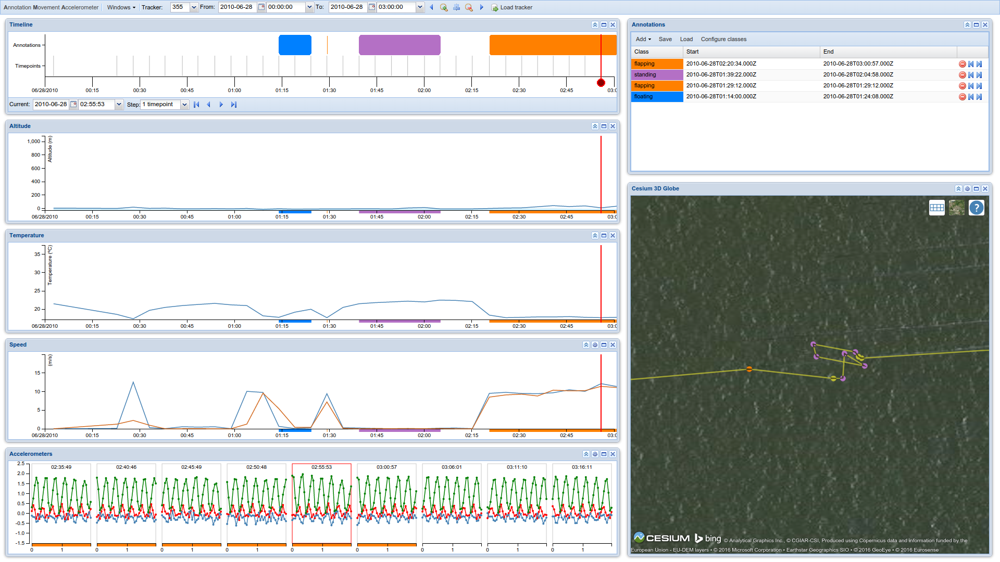 Annotation Movement Accelerometer Windows Tracker: 355 From: 2010-06-28 00:00:00 To: 2010-06-28 03:00:00 Load tracker
Timeline
Annotations
Timepoints
06/28/2010 00:15 00:30 00:45 01:00 01:15 01:30 01:45 02:00 02:15 02:30 02:45 03:0
Current: 2010-06-28 02:55:53 Step: 1 timepoint
Altitude
Altitude (m)
1,000
800
600
400
200
0
06/28/2010 00:15 00:30 00:45 01:00 01:15 01:30 01:45 02:00 02:15 02:30 02:45 03:0
Temperature
Temperature (°C)
35
30
25
20
06/28/2010 00:15 00:30 00:45 01:00 01:15 01:30 01:45 02:00 02:15 02:30 02:45 03:0
Speed
(m/s)
15
10
5
0
06/28/2010 00:15 00:30 00:45 01:00 01:15 01:30 01:45 02:00 02:15 02:30 02:45 03:0
Accelerometers
02:35:49 02:40:46 02:45:49 02:50:48 02:55:53 03:00:57 03:06:01 03:11:10 03:16:11
2.5
2.0
1.5
1.0
0.5
0.0
-0.5
-1.0
-1.5
0 1 0 1 0 1 0 1 0 1 0 1 0 1 0 1 0 1
Annotations
Add Save Load Configure classes
Class Start End
flapping 2010-06-28T02:20:34.000Z 2010-06-28T03:00:57.000Z
standing 2010-06-28T01:39:22.000Z 2010-06-28T02:04:58.000Z
flapping 2010-06-28T01:29:12.000Z 2010-06-28T01:29:12.000Z
floating 2010-06-28T01:14:00.000Z 2010-06-28T01:24:08.000Z
Cesium 3D Globe
?
CESIUM bing © Analytical Graphics Inc., © CGIAR-CSI, Produced using Copernicus data and information funded by the
European Union - EU-DEM layers • © 2016 Microsoft Corporation • Earthstar Geographics SIO • © 2016 GeoEye • © 2016 Eurosense